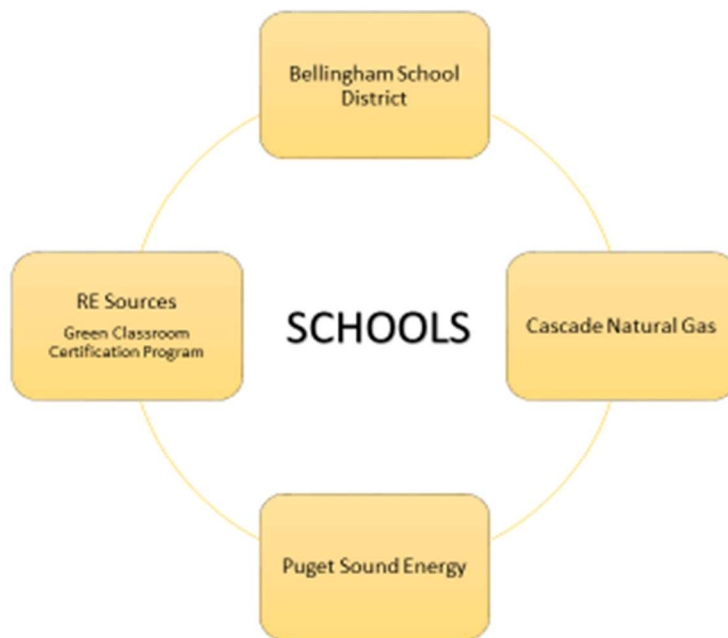 Bellingham School
District
RE Sources
Green Classroom
Certification Program
SCHOOLS
Cascade Natural Gas
Puget Sound Energy